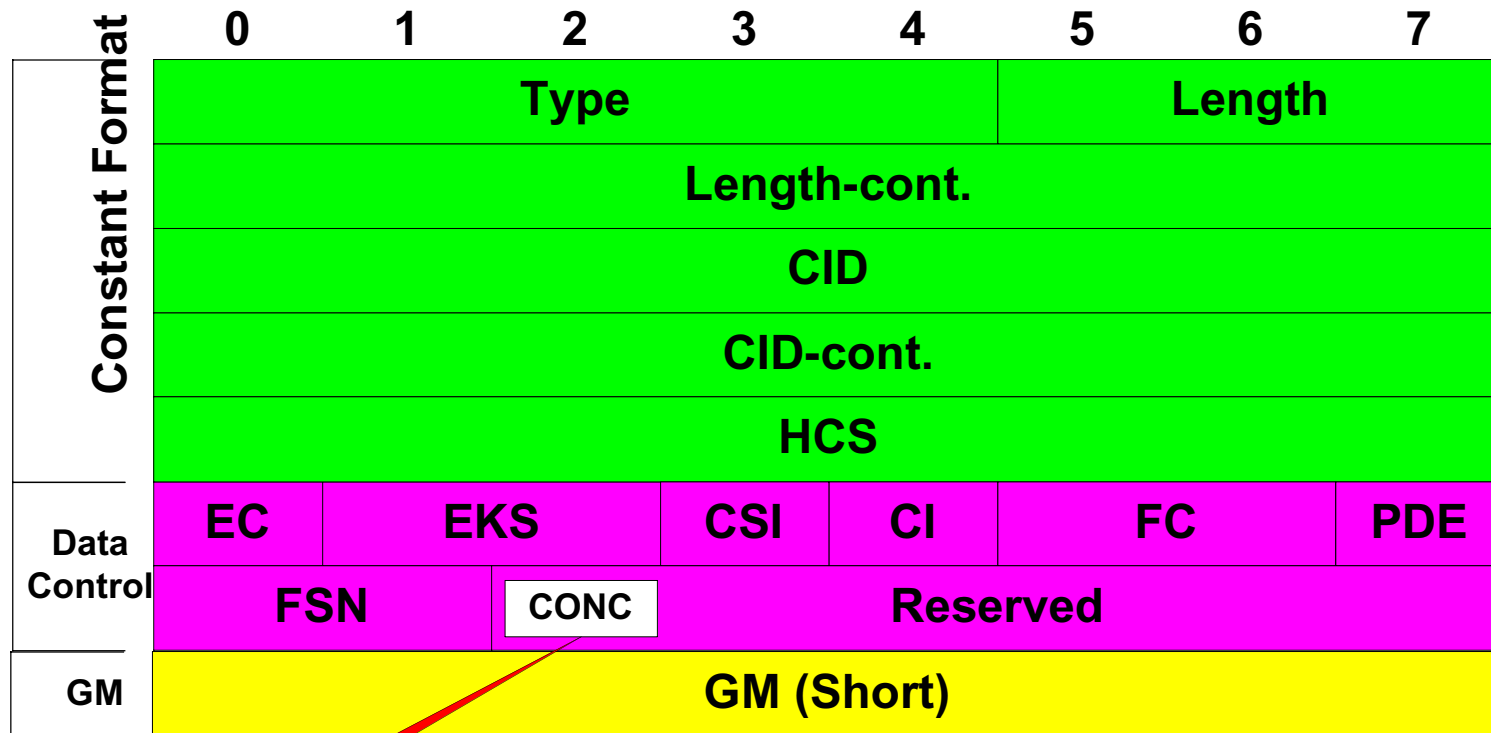 0 1 2 3 4 5 6 7
Constant Format
Type Length
Length-cont.
CID
CID-cont.
HCS
Data
Control
EC EKS CSI CI FC PDE
FSN CONC Reserved
GM GM (Short)